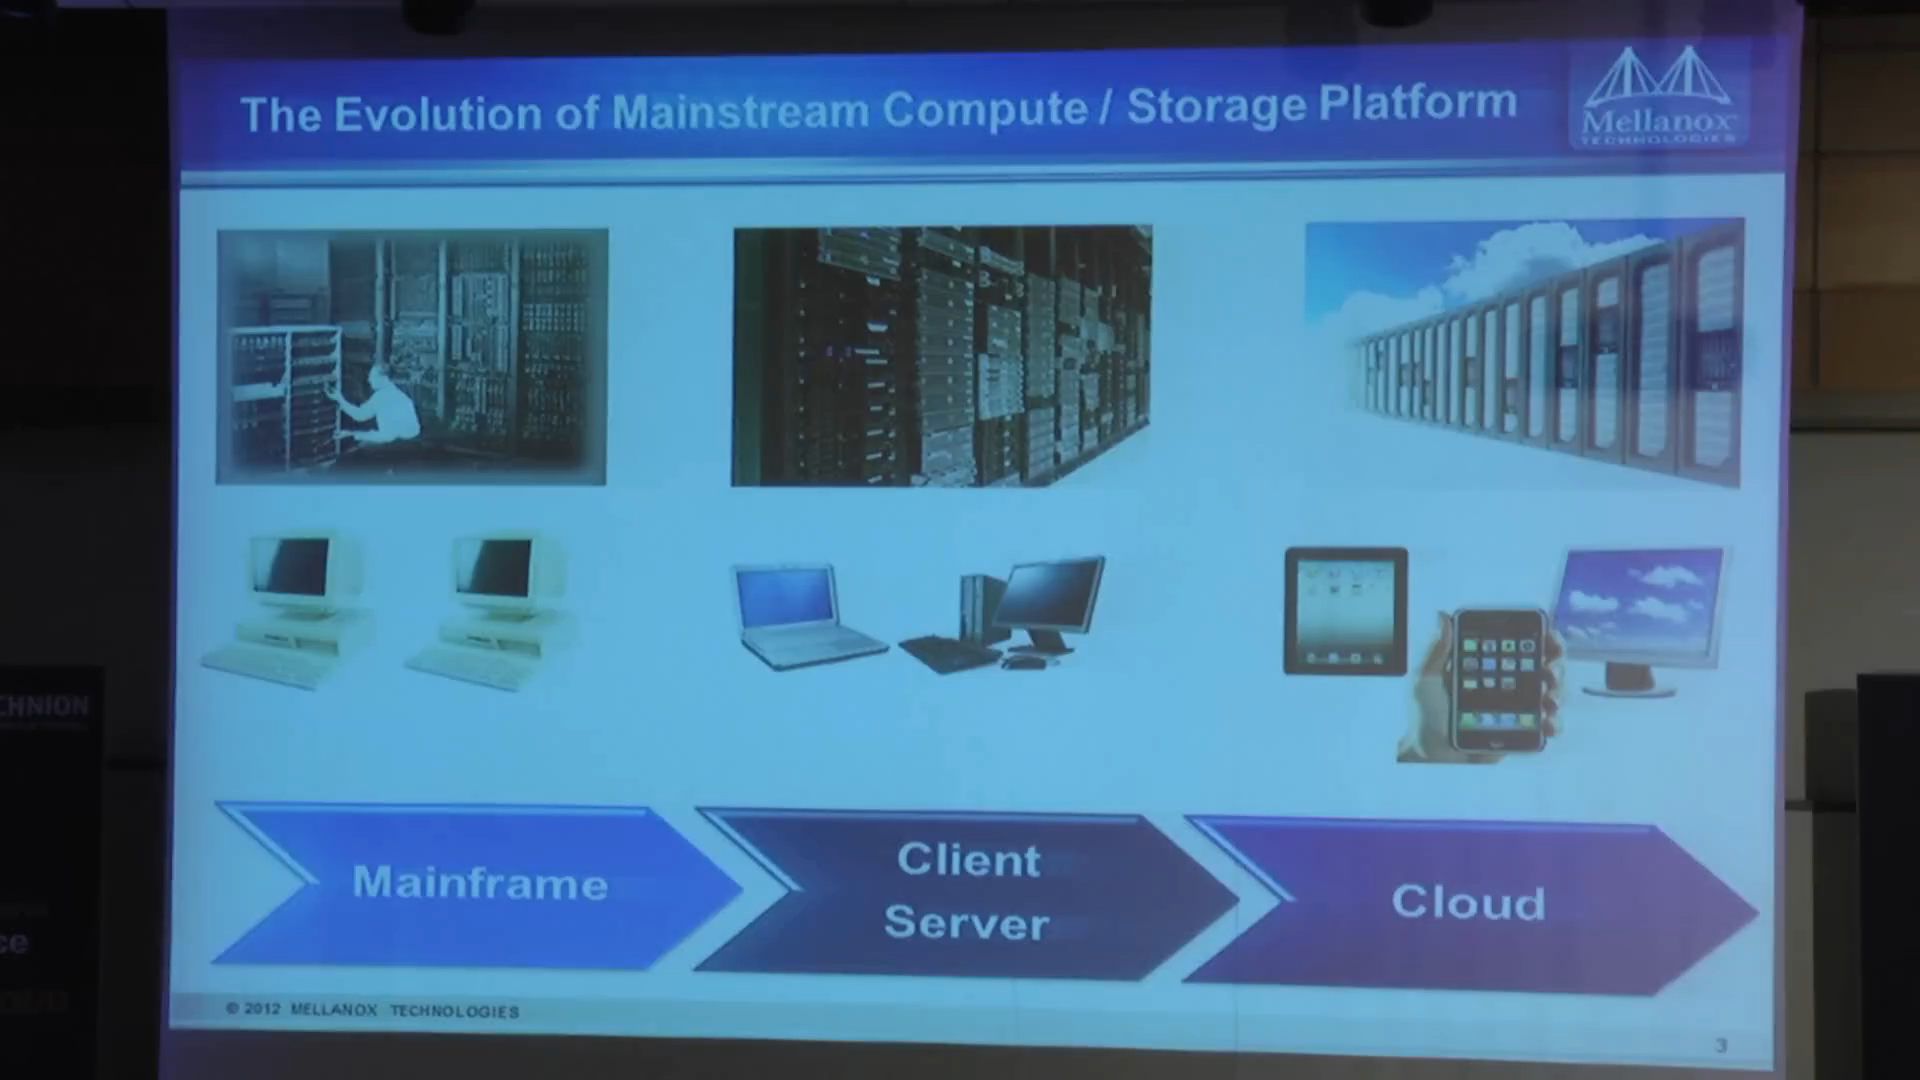 The Evolution of Mainstream Compute / Storage Platform
Mellanox
TECHNOLOGIES
Mainframe
Client
Server
Cloud
© 2012 MELLANOX TECHNOLOGIES
3
CHNION
ce